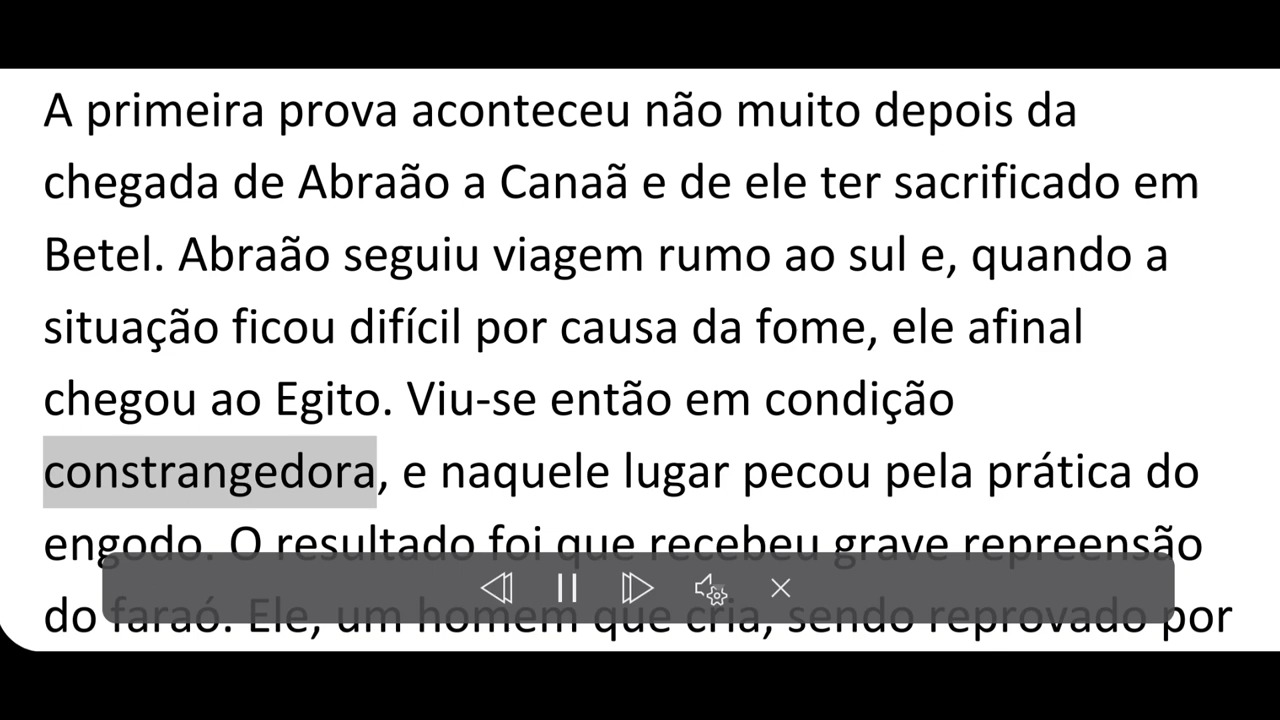 A primeira prova aconteceu não muito depois da
chegada de Abraão a Canaã e de ele ter sacrificado em
Betel. Abraão seguiu viagem rumo ao sul e, quando a
situação ficou difícil por causa da fome, ele afinal
chegou ao Egito. Viu-se então em condição
constrangedora, e naquele lugar pecou pela prática do
engodo. O resultado foi que recebeu grave repreensão
do faraó. Ele, um homem que cria, sendo reprovado por